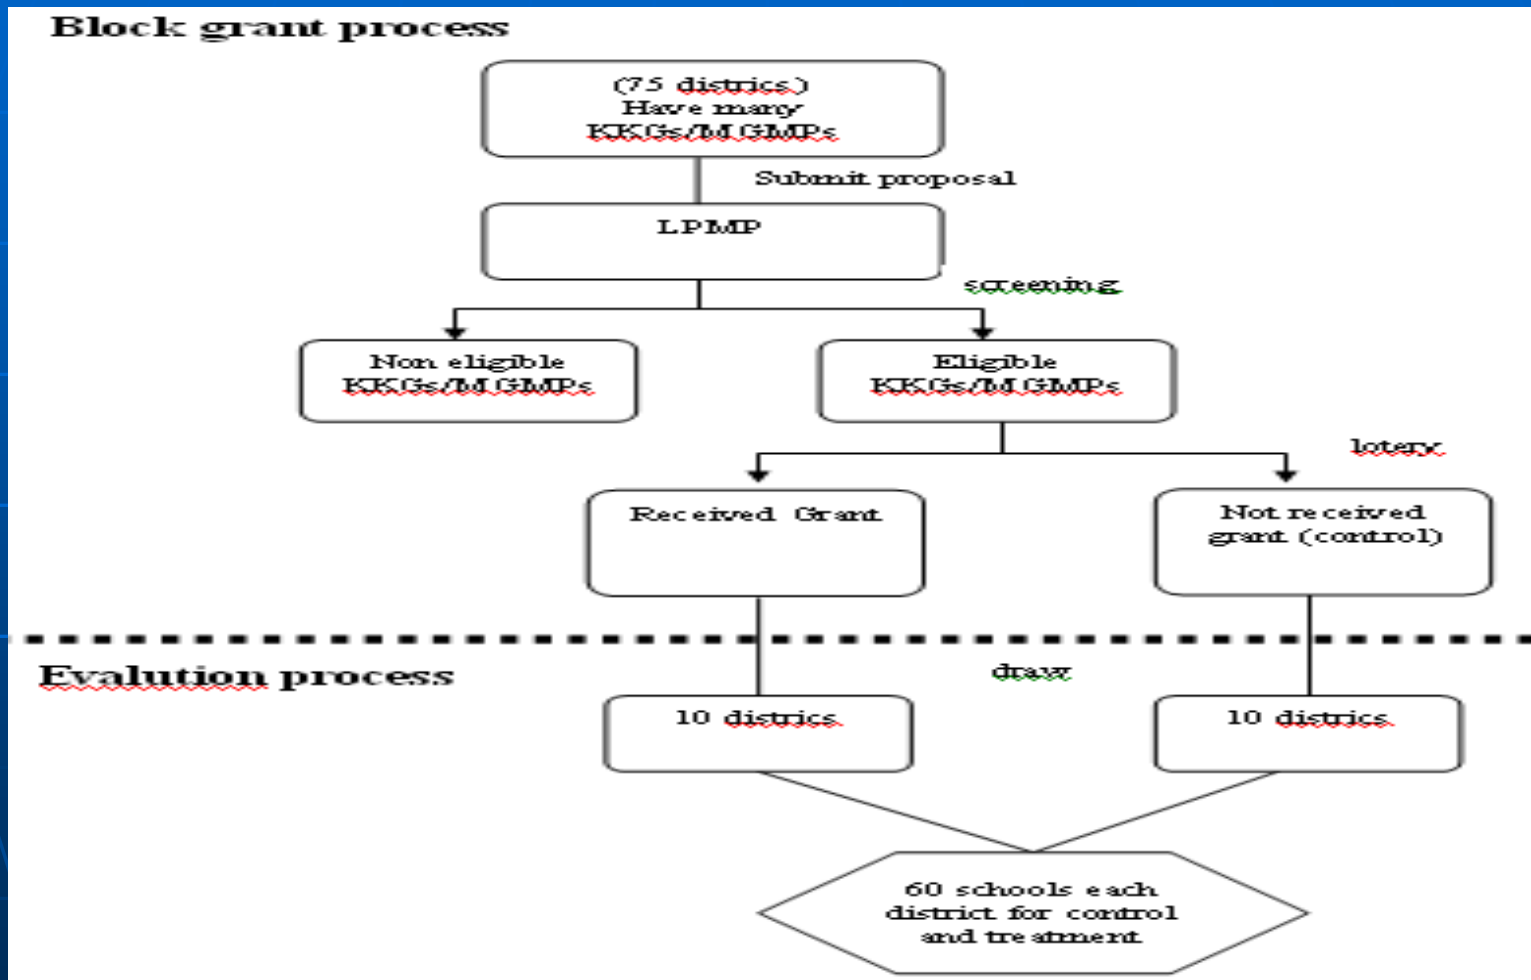 Block grant process
(75 districs)
Have many
KKGs/MGMPs
Submit proposal
LPMP
screening
Non eligible
KKGs/MGMPs
Eligible
KKGs/MGMPs
lotery
Received Grant
Not received
grant (control)
Evalution process
draw
10 districs
10 districs
60 schools each
district for control
and treatment